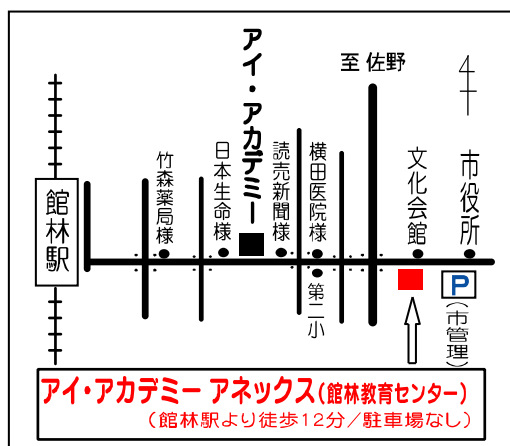 至 佐野
アイ・アカデミー
館林駅
竹森薬局様
日本生命様
読売新聞様
横田医院様
文化会館
市役所
第二小
P
(市管理)
アイ・アカデミー アネックス(館林教育センター)
(館林駅より徒歩12分/駐車場なし)